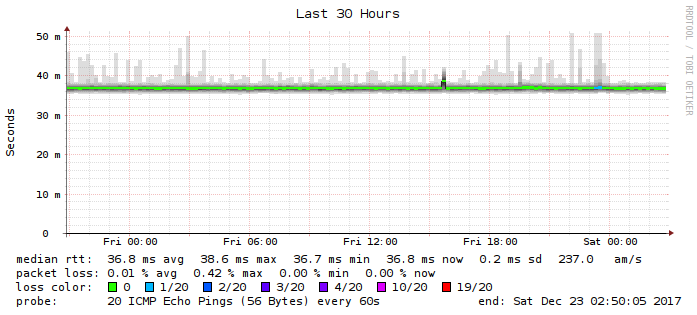 Last 30 Hours
RRDTOOL / TOBI OETIKER
Seconds
50 m
40 m
30 m
20 m
10 m
0
Fri 00:00 Fri 06:00 Fri 12:00 Fri 18:00 Sat 00:00
median rtt: 36.8 ms avg 38.6 ms max 36.7 ms min 36.8 ms now 0.2 ms sd 237.0 am/s
packet loss: 0.01 % avg 0.42 % max 0.00 % min 0.00 % now
loss color: 0 1/20 2/20 3/20 4/20 10/20 19/20
probe: 20 ICMP Echo Pings (56 Bytes) every 60s end: Sat Dec 23 02:50:05 2017